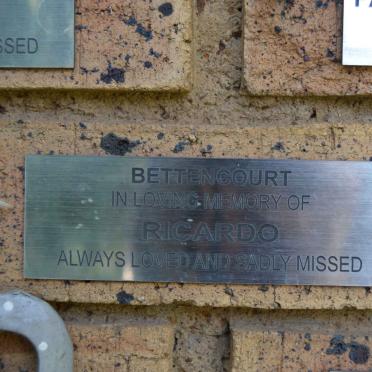 SSED
BETTENCOURT
IN LOVING MEMORY OF
RICARDO
ALWAYS LOVED AND SADLY MISSED